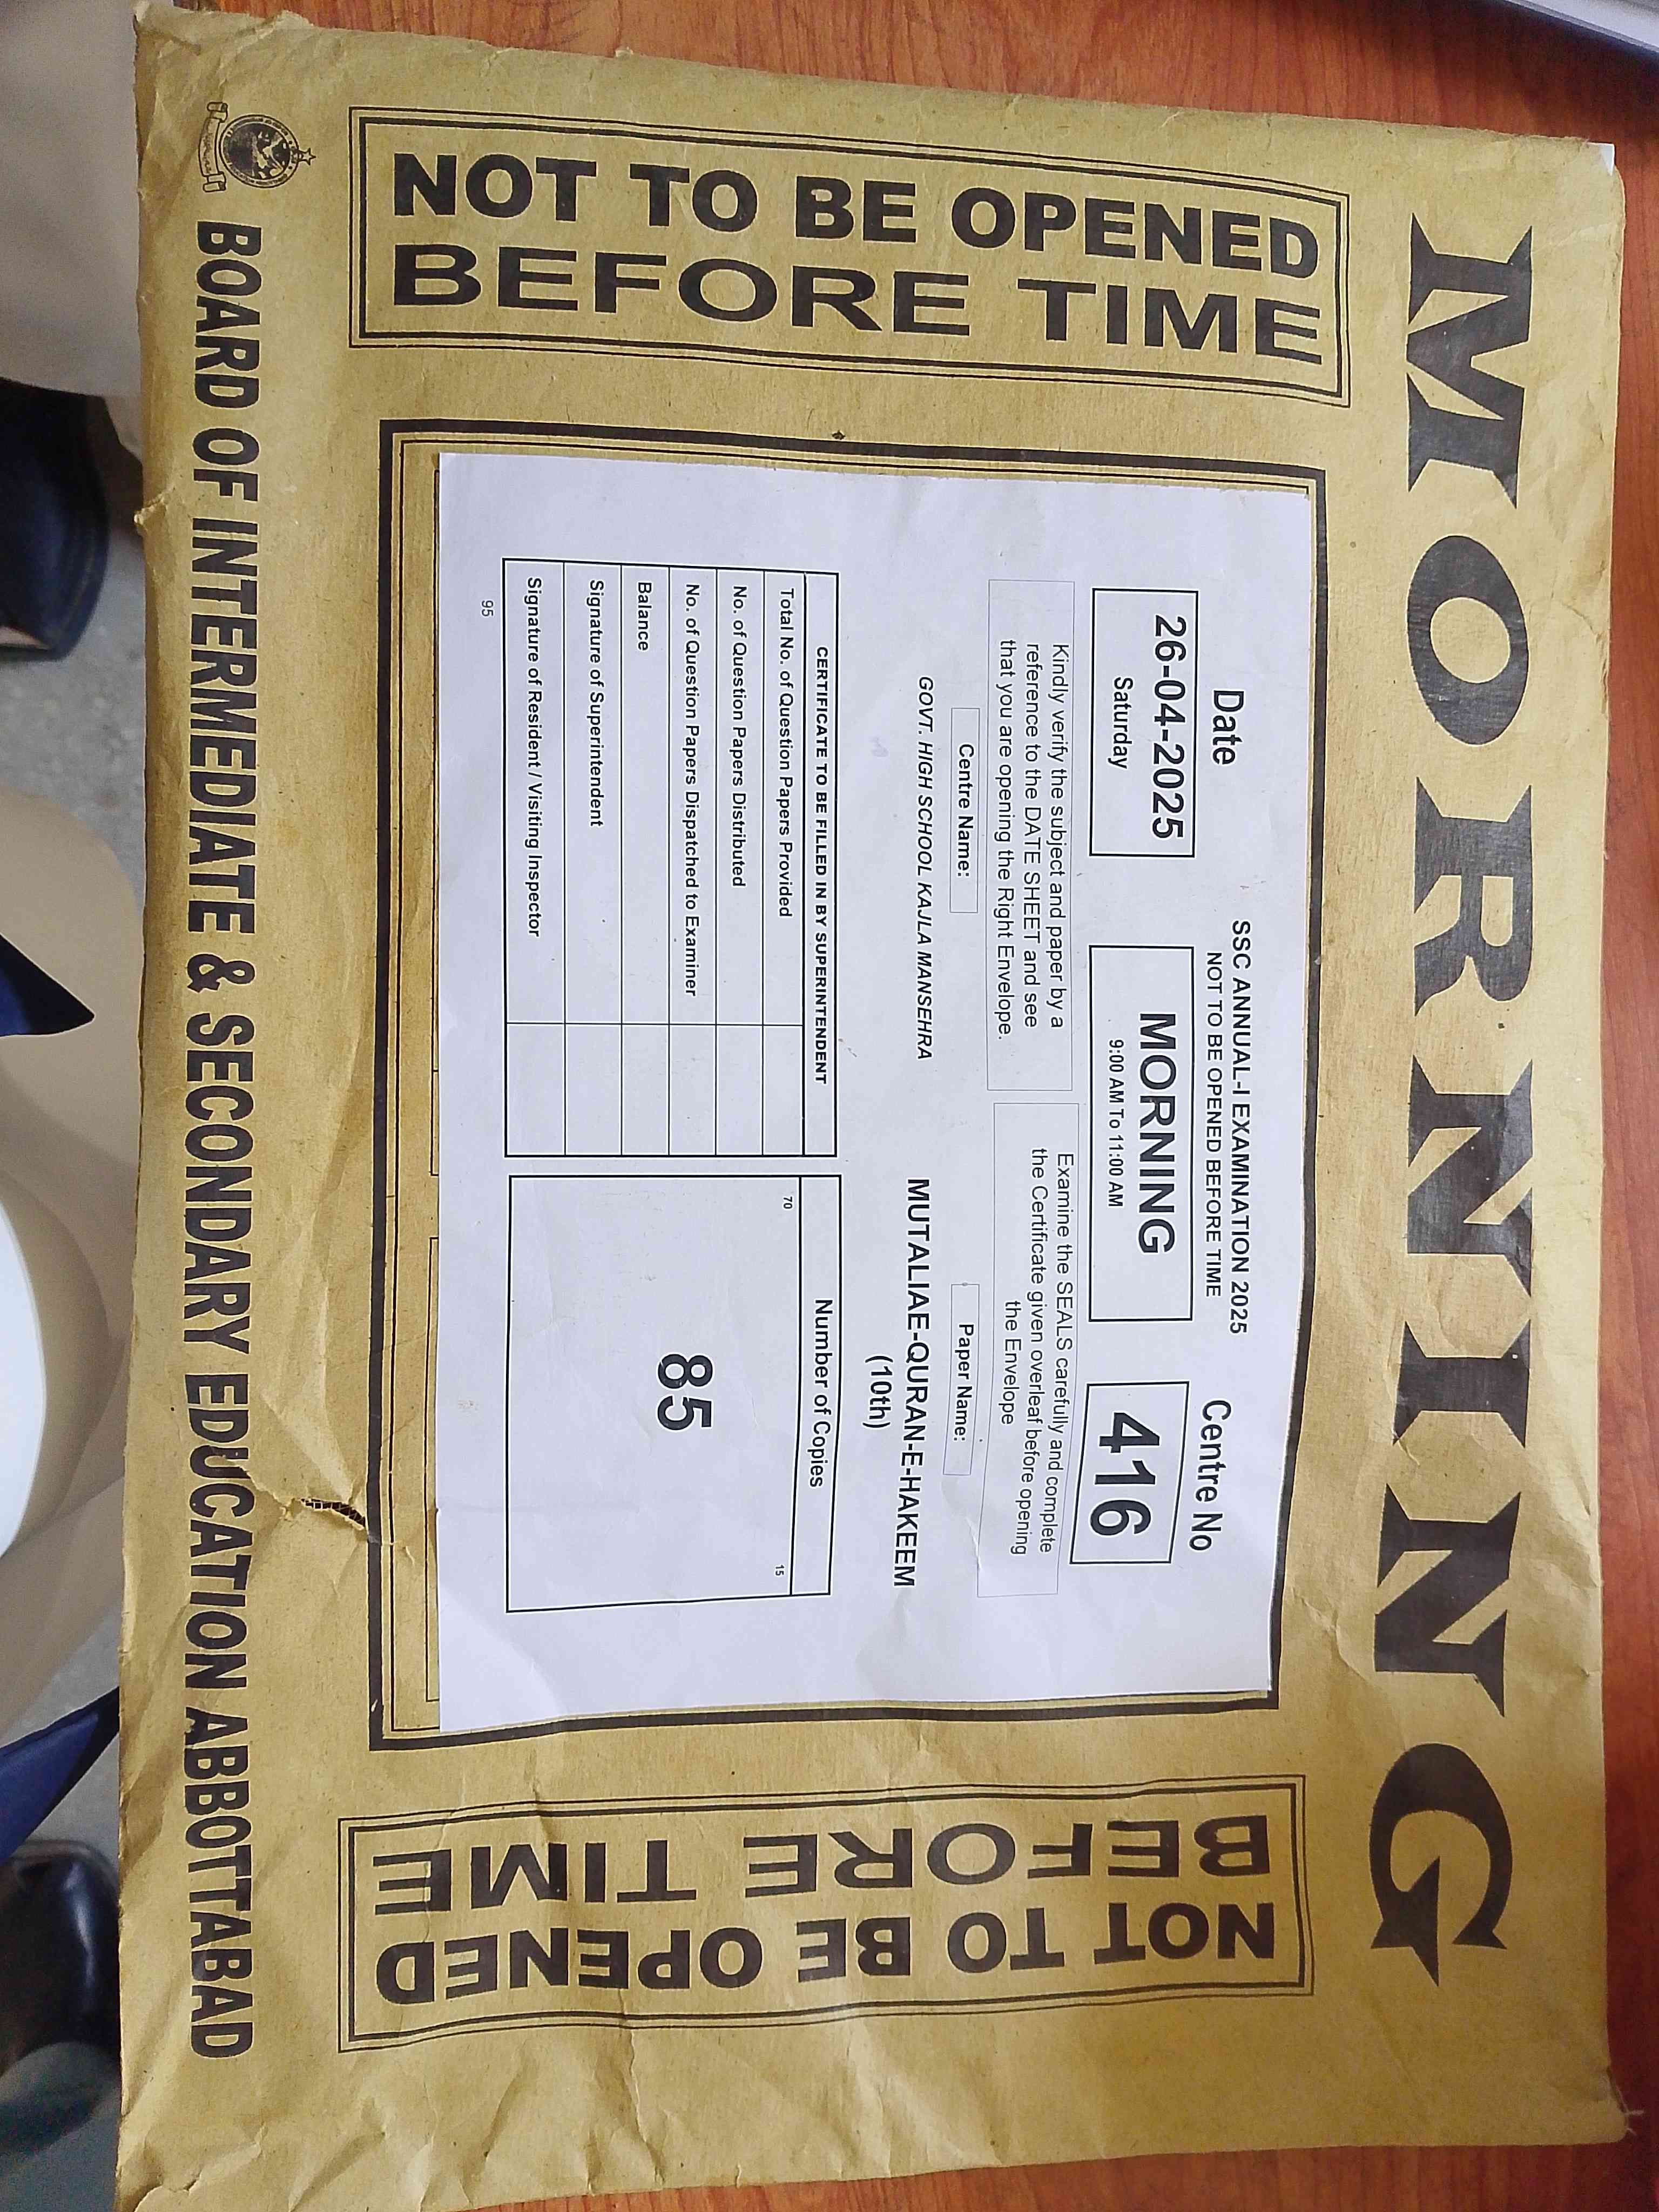 MORNING
NOT TO BE OPENED
BEFORE TIME
SSC ANNUAL-I EXAMINATION 2025
NOT TO BE OPENED BEFORE TIME
Date
26-04-2025
Saturday
MORNING
9:00 AM To 11:00 AM
Centre No
416
Kindly verify the subject and paper by a
reference to the DATE SHEET and see
that you are opening the Right Envelope.
Examine the SEALS carefully and complete
the Certificate given overleaf before opening
the Envelope
Centre Name:
GOVT. HIGH SCHOOL KAJLA MANSEHRA
Paper Name:
MUTALIAE-QURAN-E-HAKEEM
(10th)
CERTIFICATE TO BE FILLED IN BY SUPERINTENDENT
Total No. of Question Papers Provided
No. of Question Papers Distributed
No. of Question Papers Dispatched to Examiner
Balance
Signature of Superintendent
Signature of Resident / Visiting Inspector
95
Number of Copies
70
15
85
NOT TO BE OPENED
BEFORE TIME
BOARD OF INTERMEDIATE & SECONDARY EDUCATION ABBOTTABAD